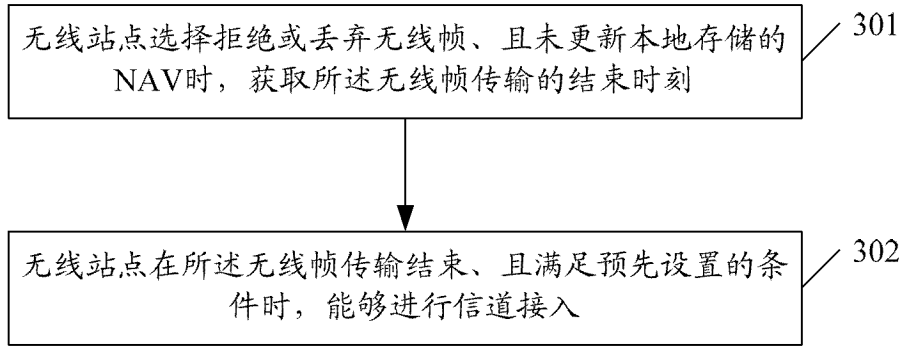 无线站点选择拒绝或丢弃无线帧、且未更新本地存储的
NAV时，获取所述无线帧传输的结束时刻
301
无线站点在所述无线帧传输结束、且满足预先设置的条
件时，能够进行信道接入
302